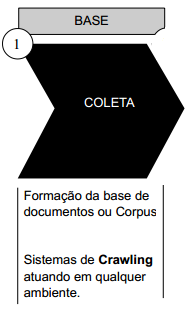 BASE
1
COLETA
Formação da base de
documentos ou Corpus
Sistemas de Crawling
atuando em qualquer
ambiente.